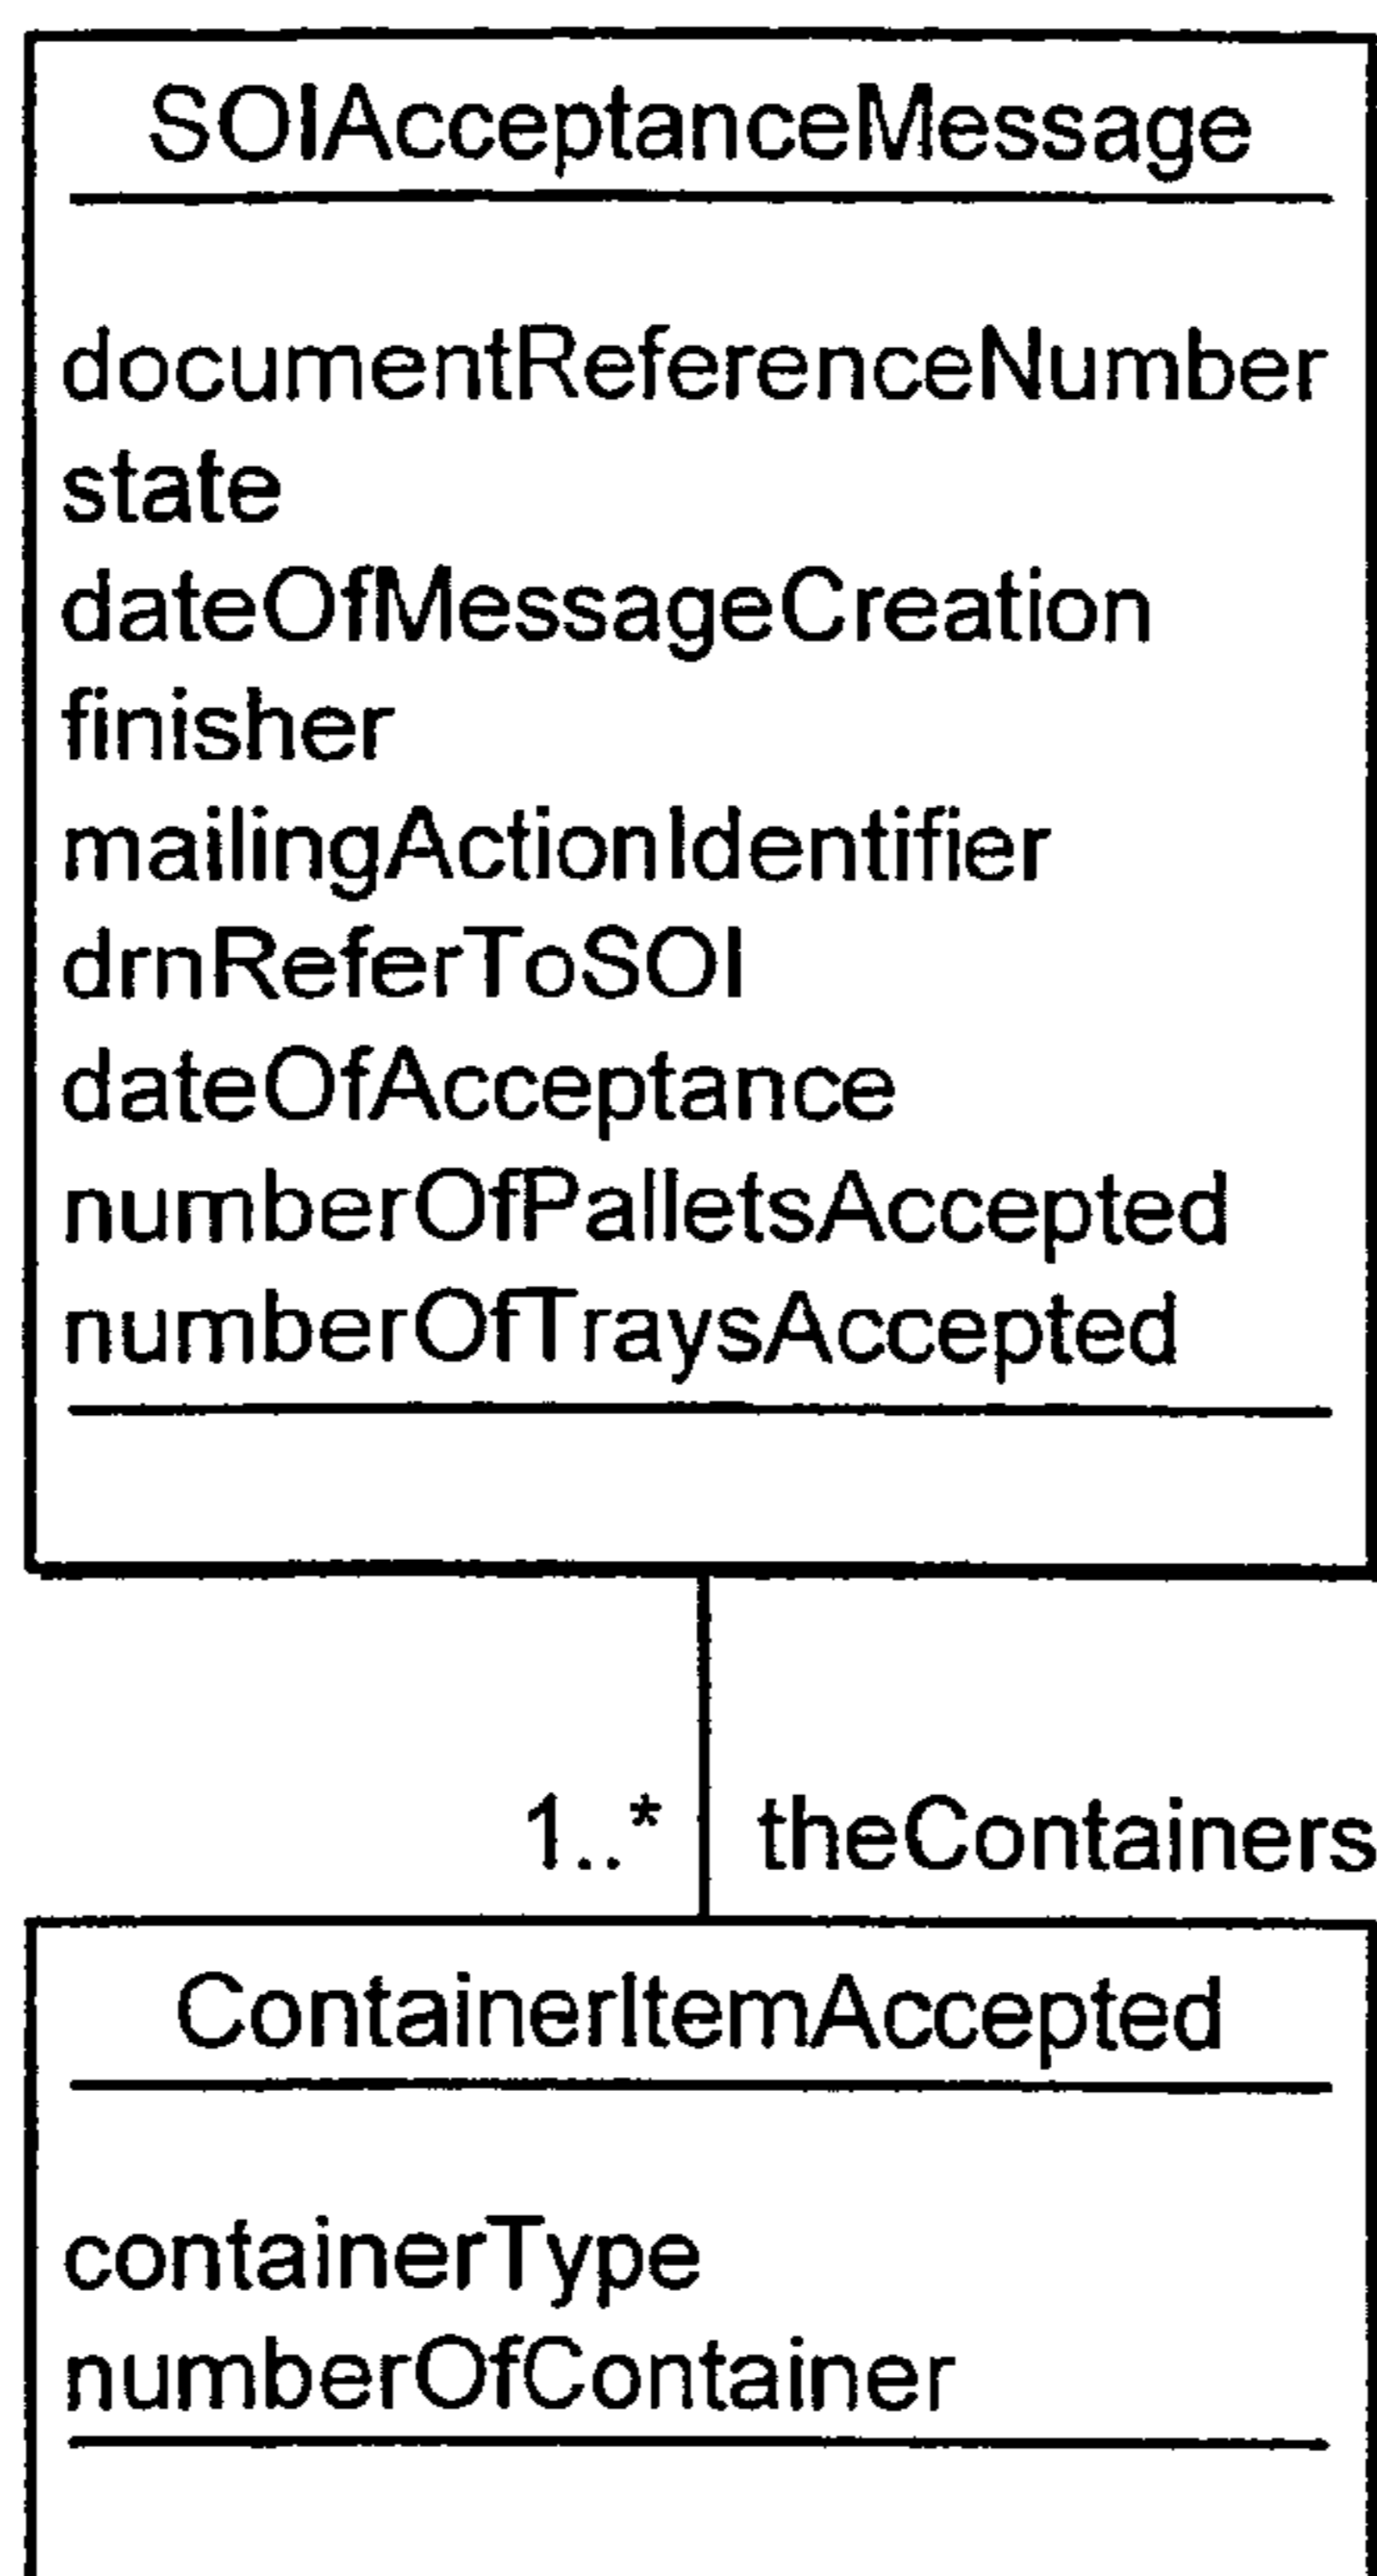 SOIAcceptanceMessage
documentReferenceNumber
state
dateOfMessageCreation
finisher
mailingActionIdentifier
drnReferToSOI
dateOfAcceptance
numberOfPalletsAccepted
numberOfTraysAccepted
1..* theContainers
ContainerItemAccepted
containerType
numberOfContainer